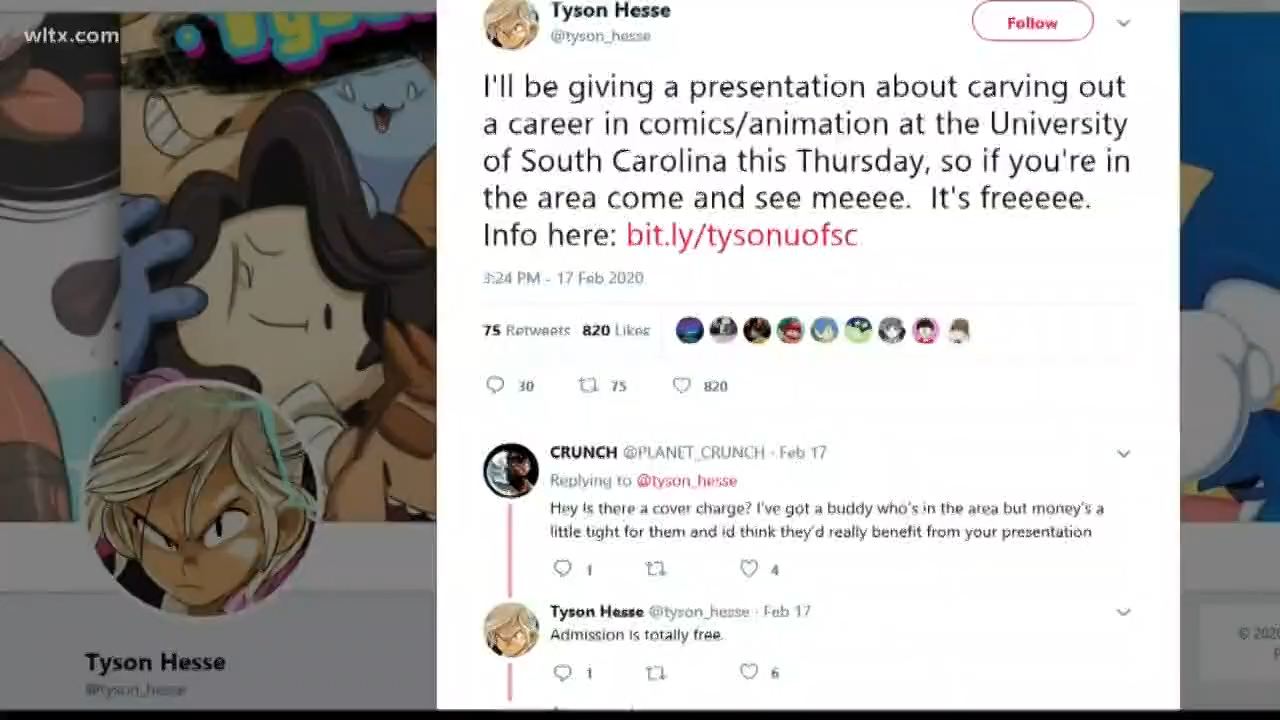 wltx.com
Tyson Hesse
@tyson_hesse
Follow
I'll be giving a presentation about carving out
a career in comics/animation at the University
of South Carolina this Thursday, so if you're in
the area come and see meeee. It's freeeee.
Info here: bit.ly/tysonuofsc
3:24 PM - 17 Feb 2020
75 Retweets 820 Likes
30 75 820
CRUNCH @PLANET_CRUNCH · Feb 17
Replying to @tyson_hesse
Hey is there a cover charge? I've got a buddy who's in the area but money's a
little tight for them and id think they'd really benefit from your presentation
1 4
Tyson Hesse @tyson_hesse · Feb 17
Admission is totally free.
1 6
Tyson Hesse
@tyson_hesse
© 2020